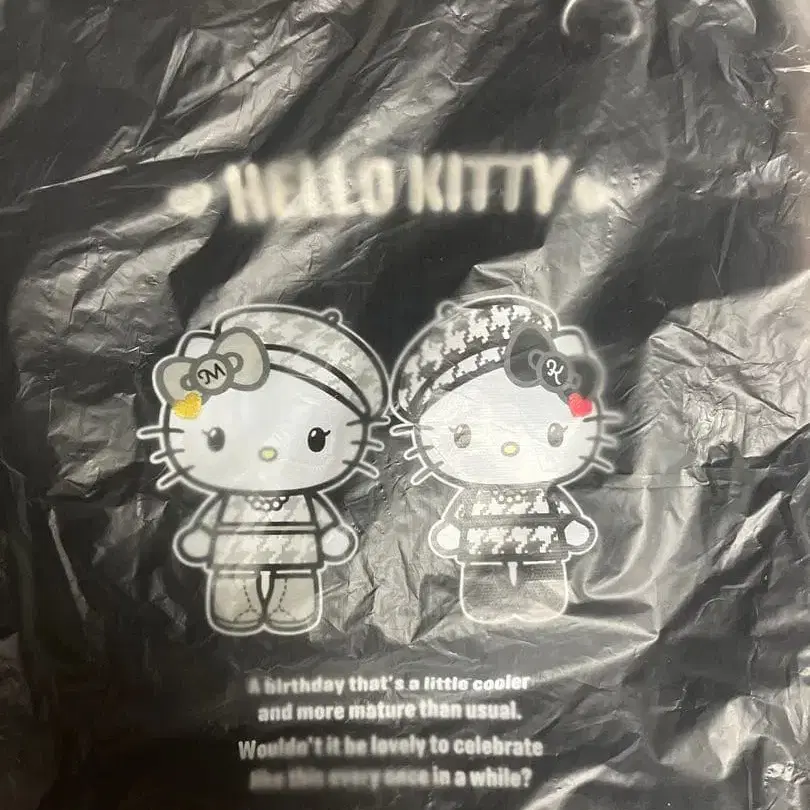 HELLO KITTY
M
K
A birthday that's a little cooler
and more mature than usual.
Wouldn't it be lovely to celebrate
like this every once in a while?